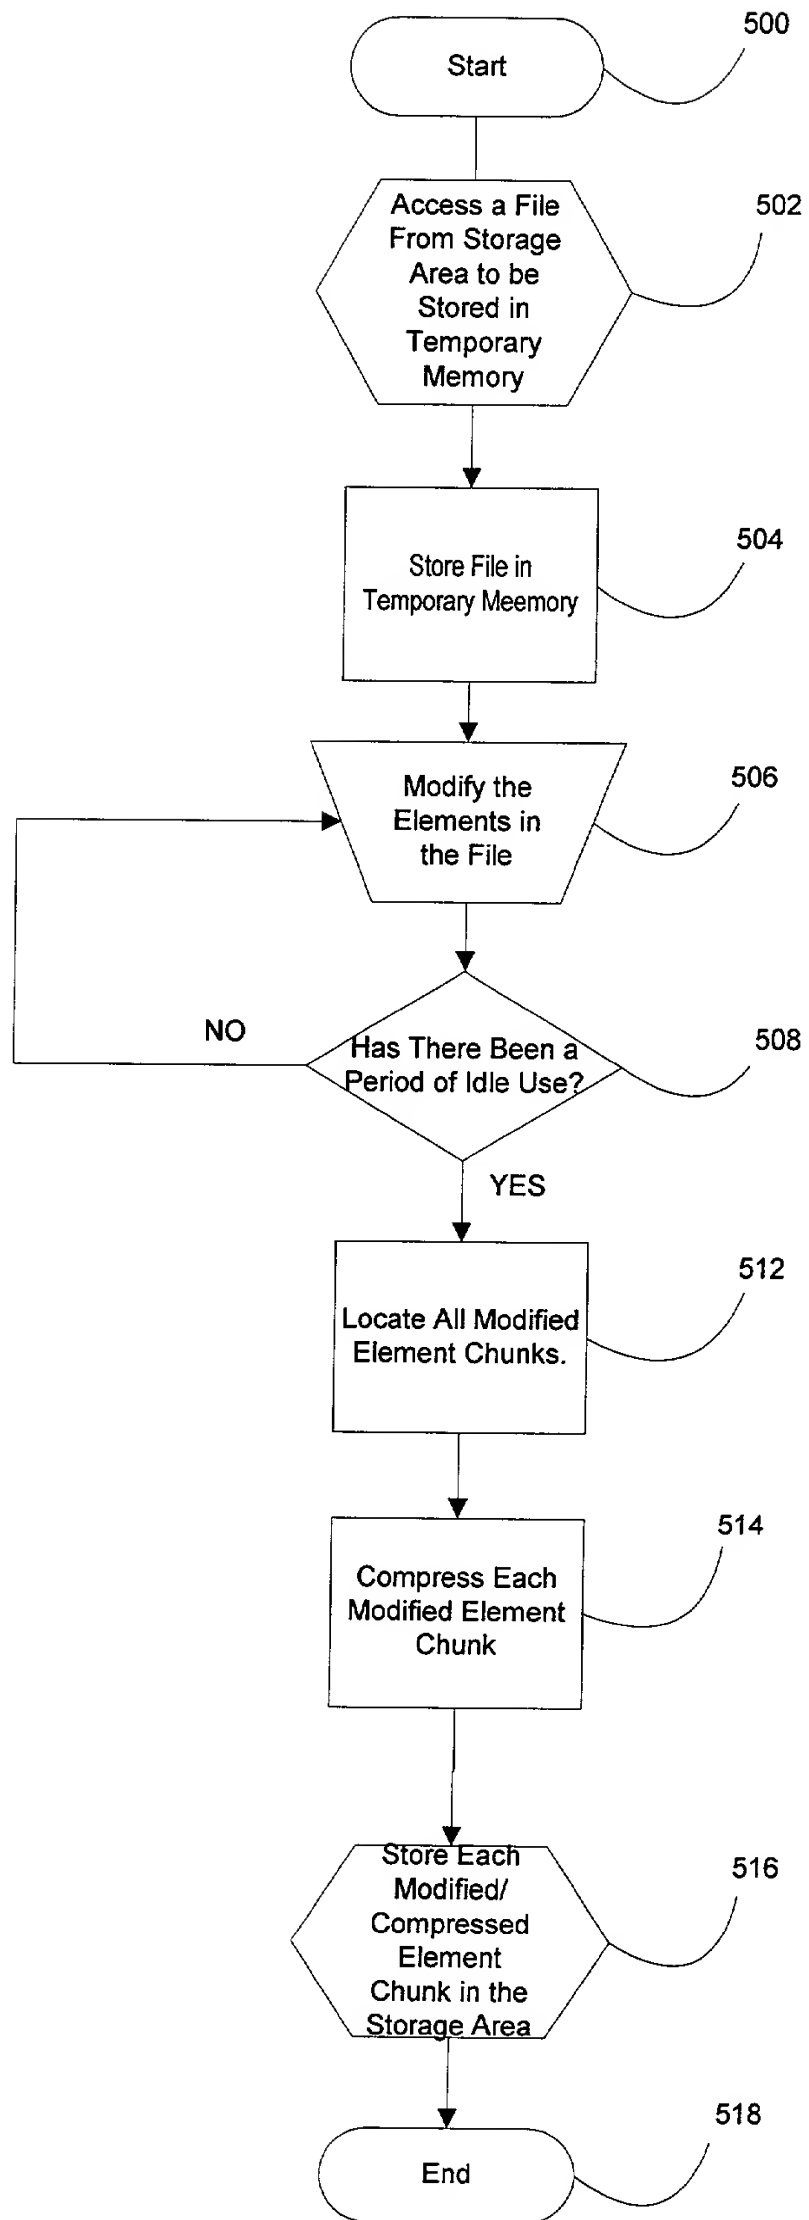 500
Start
502
Access a File
From Storage
Area to be
Stored in
Temporary
Memory
504
Store File in
Temporary Meemory
506
Modify the
Elements in
the File
508
NO
Has There Been a
Period of Idle Use?
YES
512
Locate All Modified
Element Chunks.
514
Compress Each
Modified Element
Chunk
516
Store Each
Modified/
Compressed
Element
Chunk in the
Storage Area
518
End